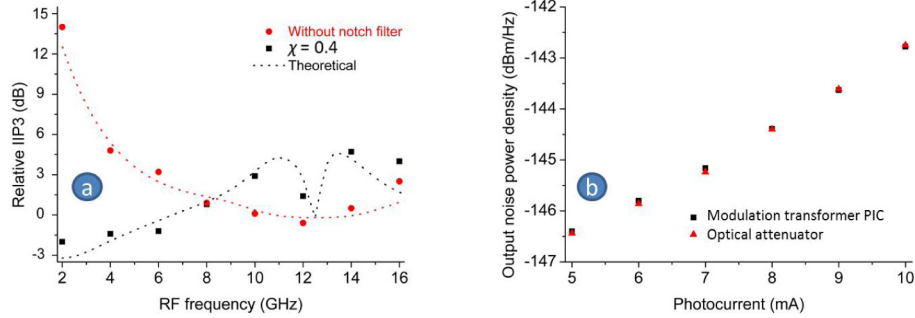 15
12
9
6
3
0
-3
Relative IIP3 (dB)
Without notch filter
χ = 0.4
Theoretical
a
2 4 6 8 10 12 14 16
RF frequency (GHz)
-142
-143
-144
-145
-146
-147
Output noise power density (dBm/Hz)
b
Modulation transformer PIC
Optical attenuator
5 6 7 8 9 10
Photocurrent (mA)